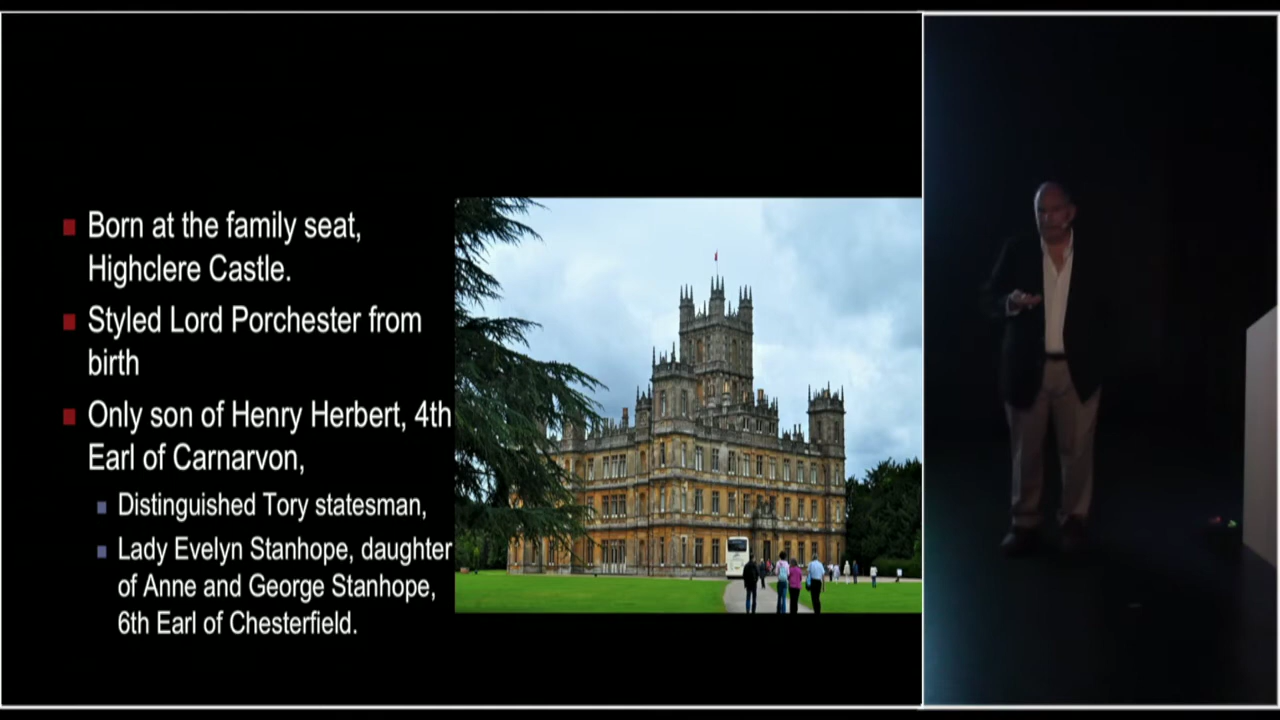 Born at the family seat,
Highclere Castle.
Styled Lord Porchester from
birth
Only son of Henry Herbert, 4th
Earl of Carnarvon,
Distinguished Tory statesman,
Lady Evelyn Stanhope, daughter
of Anne and George Stanhope,
6th Earl of Chesterfield.